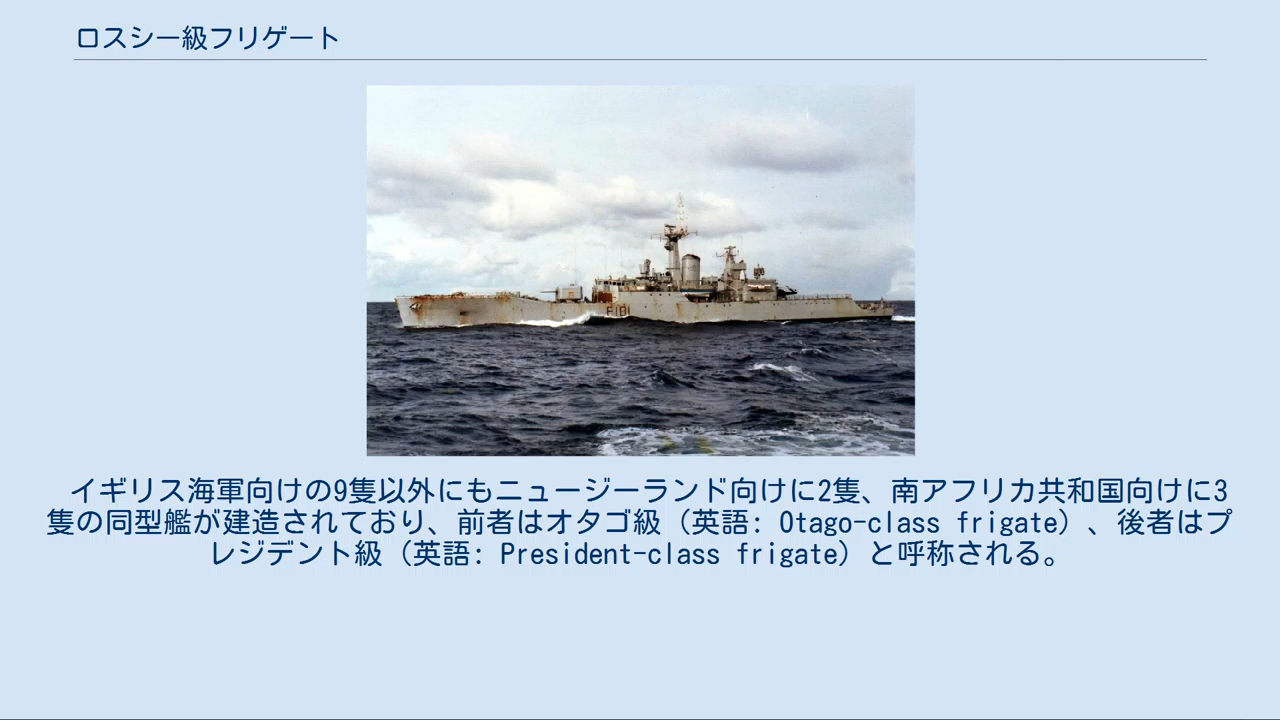 ロスシー級フリゲート
F101
イギリス海軍向けの9隻以外にもニュージーランド向けに2隻、南アフリカ共和国向けに3
隻の同型艦が建造されており、前者はオタゴ級（英語: Otago-class frigate）、後者はプ
レジデント級（英語: President-class frigate）と呼称される。